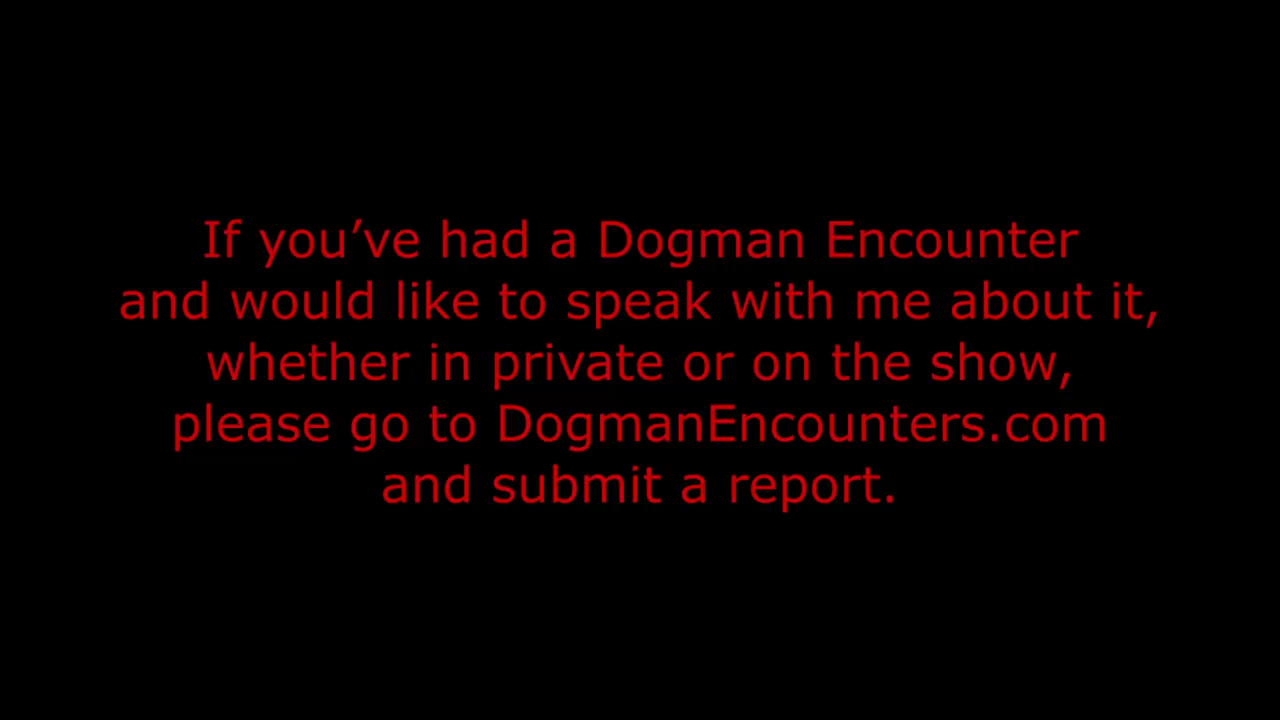 If you’ve had a Dogman Encounter
and would like to speak with me about it,
whether in private or on the show,
please go to DogmanEncounters.com
and submit a report.